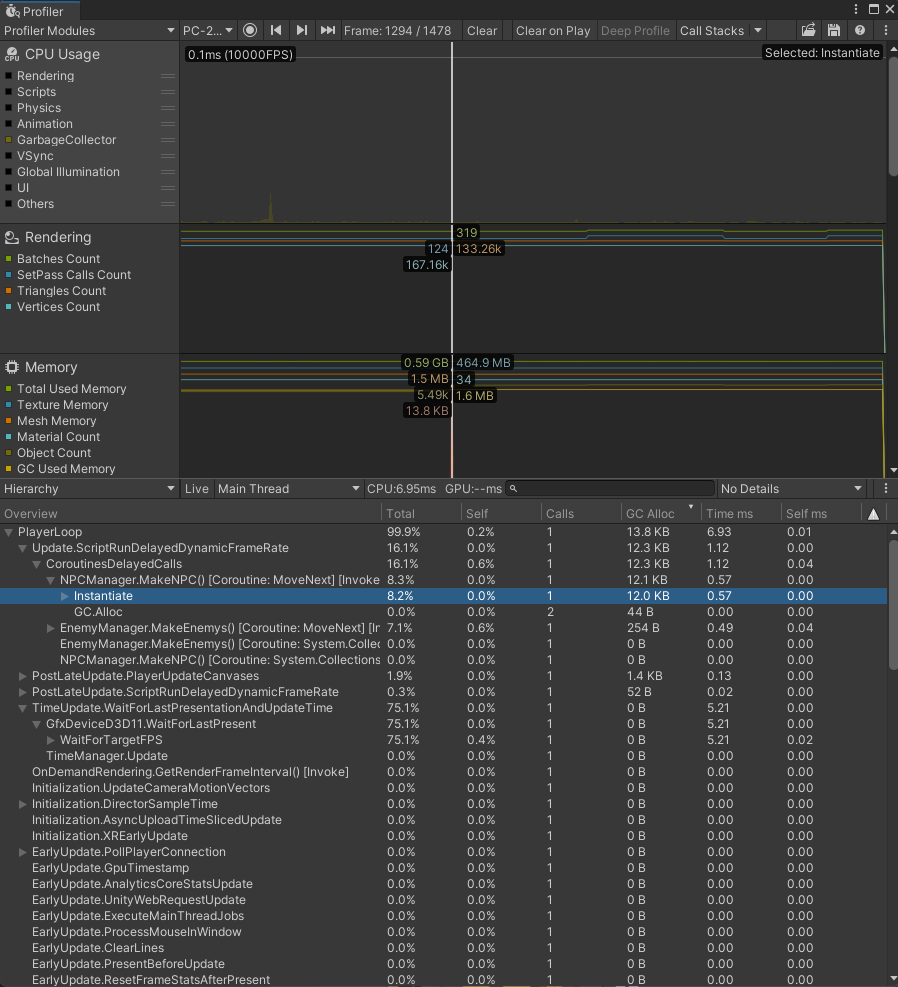 Profiler
Profiler Modules PC-2... Frame: 1294 / 1478 Clear Clear on Play Deep Profile Call Stacks
CPU Usage
Rendering
Scripts
Physics
Animation
GarbageCollector
VSync
Global Illumination
UI
Others
0.1ms (10000FPS)
Selected: Instantiate
Rendering
Batches Count
SetPass Calls Count
Triangles Count
Vertices Count
319
124 133.26k
167.16k
Memory
Total Used Memory
Texture Memory
Mesh Memory
Material Count
Object Count
GC Used Memory
0.59 GB 464.9 MB
1.5 MB 34
5.49k 1.6 MB
13.8 KB
Hierarchy Live Main Thread CPU:6.95ms GPU:--ms No Details
Overview Total Self Calls GC Alloc Time ms Self ms
PlayerLoop 99.9% 0.2% 1 13.8 KB 6.93 0.01
Update.ScriptRunDelayedDynamicFrameRate 16.1% 0.0% 1 12.3 KB 1.12 0.00
CoroutinesDelayedCalls 16.1% 0.6% 1 12.3 KB 1.12 0.04
NPCManager.MakeNPC() [Coroutine: MoveNext] [Invoke 8.3% 0.0% 1 12.1 KB 0.57 0.00
Instantiate 8.2% 0.0% 1 12.0 KB 0.57 0.00
GC.Alloc 0.0% 0.0% 2 44 B 0.00 0.00
EnemyManager.MakeEnemys() [Coroutine: MoveNext] [Ir 7.1% 0.6% 1 254 B 0.49 0.04
EnemyManager.MakeEnemys() [Coroutine: System.Collec 0.0% 0.0% 1 0 B 0.00 0.00
NPCManager.MakeNPC() [Coroutine: System.Collections 0.0% 0.0% 1 0 B 0.00 0.00
PostLateUpdate.PlayerUpdateCanvases 1.9% 0.0% 1 1.4 KB 0.13 0.00
PostLateUpdate.ScriptRunDelayedDynamicFrameRate 0.3% 0.0% 1 52 B 0.02 0.00
TimeUpdate.WaitForLastPresentationAndUpdateTime 75.1% 0.0% 1 0 B 5.21 0.00
GfxDeviceD3D11.WaitForLastPresent 75.1% 0.0% 1 0 B 5.21 0.00
WaitForTargetFPS 75.1% 0.4% 1 0 B 5.21 0.02
TimeManager.Update 0.0% 0.0% 1 0 B 0.00 0.00
OnDemandRendering.GetRenderFrameInterval() [Invoke] 0.0% 0.0% 1 0 B 0.00 0.00
Initialization.UpdateCameraMotionVectors 0.0% 0.0% 1 0 B 0.00 0.00
Initialization.DirectorSampleTime 0.0% 0.0% 1 0 B 0.00 0.00
Initialization.AsyncUploadTimeSlicedUpdate 0.0% 0.0% 1 0 B 0.00 0.00
Initialization.XREarlyUpdate 0.0% 0.0% 1 0 B 0.00 0.00
EarlyUpdate.PollPlayerConnection 0.0% 0.0% 1 0 B 0.00 0.00
EarlyUpdate.GpuTimestamp 0.0% 0.0% 1 0 B 0.00 0.00
EarlyUpdate.AnalyticsCoreStatsUpdate 0.0% 0.0% 1 0 B 0.00 0.00
EarlyUpdate.UnityWebRequestUpdate 0.0% 0.0% 1 0 B 0.00 0.00
EarlyUpdate.ExecuteMainThreadJobs 0.0% 0.0% 1 0 B 0.00 0.00
EarlyUpdate.ProcessMouseInWindow 0.0% 0.0% 1 0 B 0.00 0.00
EarlyUpdate.ClearLines 0.0% 0.0% 1 0 B 0.00 0.00
EarlyUpdate.PresentBeforeUpdate 0.0% 0.0% 1 0 B 0.00 0.00
EarlyUpdate.ResetFrameStatsAfterPresent 0.0% 0.0% 1 0 B 0.00 0.00